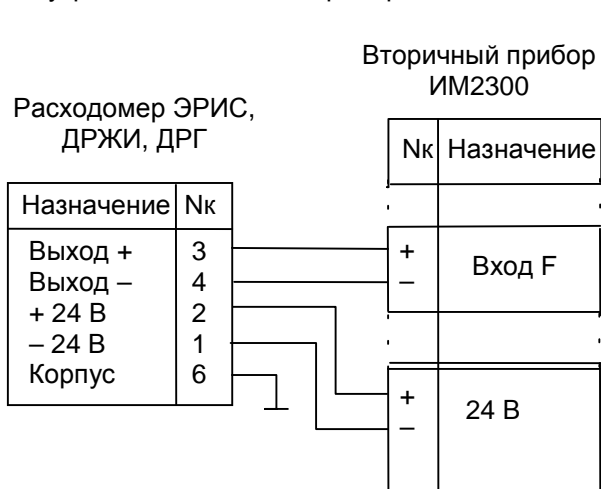 Вторичный прибор
ИМ2300
Расходомер ЭРИС,
ДРЖИ, ДРГ
Nк Назначение
Назначение Nк
Выход + 3
Выход – 4
+ 24 В 2
– 24 В 1
Корпус 6
+
–
Вход F
+
–
24 В